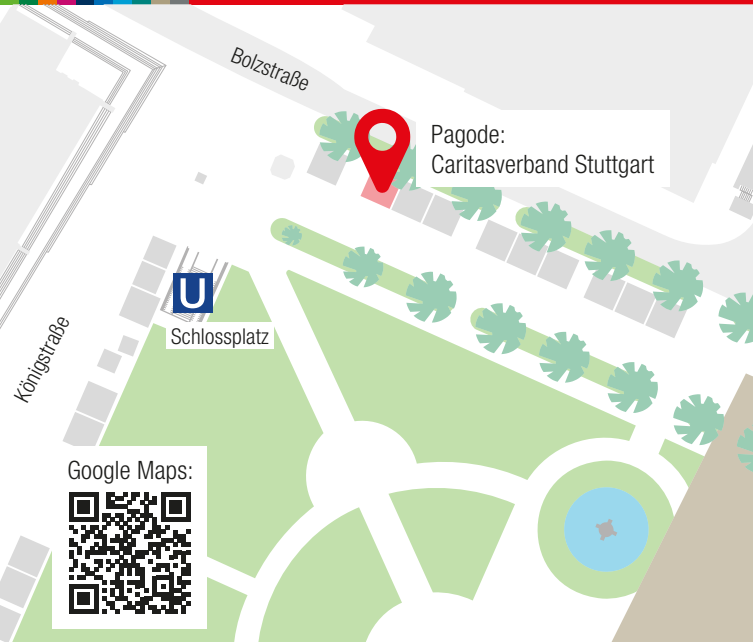 Bolzstraße
Pagode:
Caritasverband Stuttgart
U
Schlossplatz
Königstraße
Google Maps: